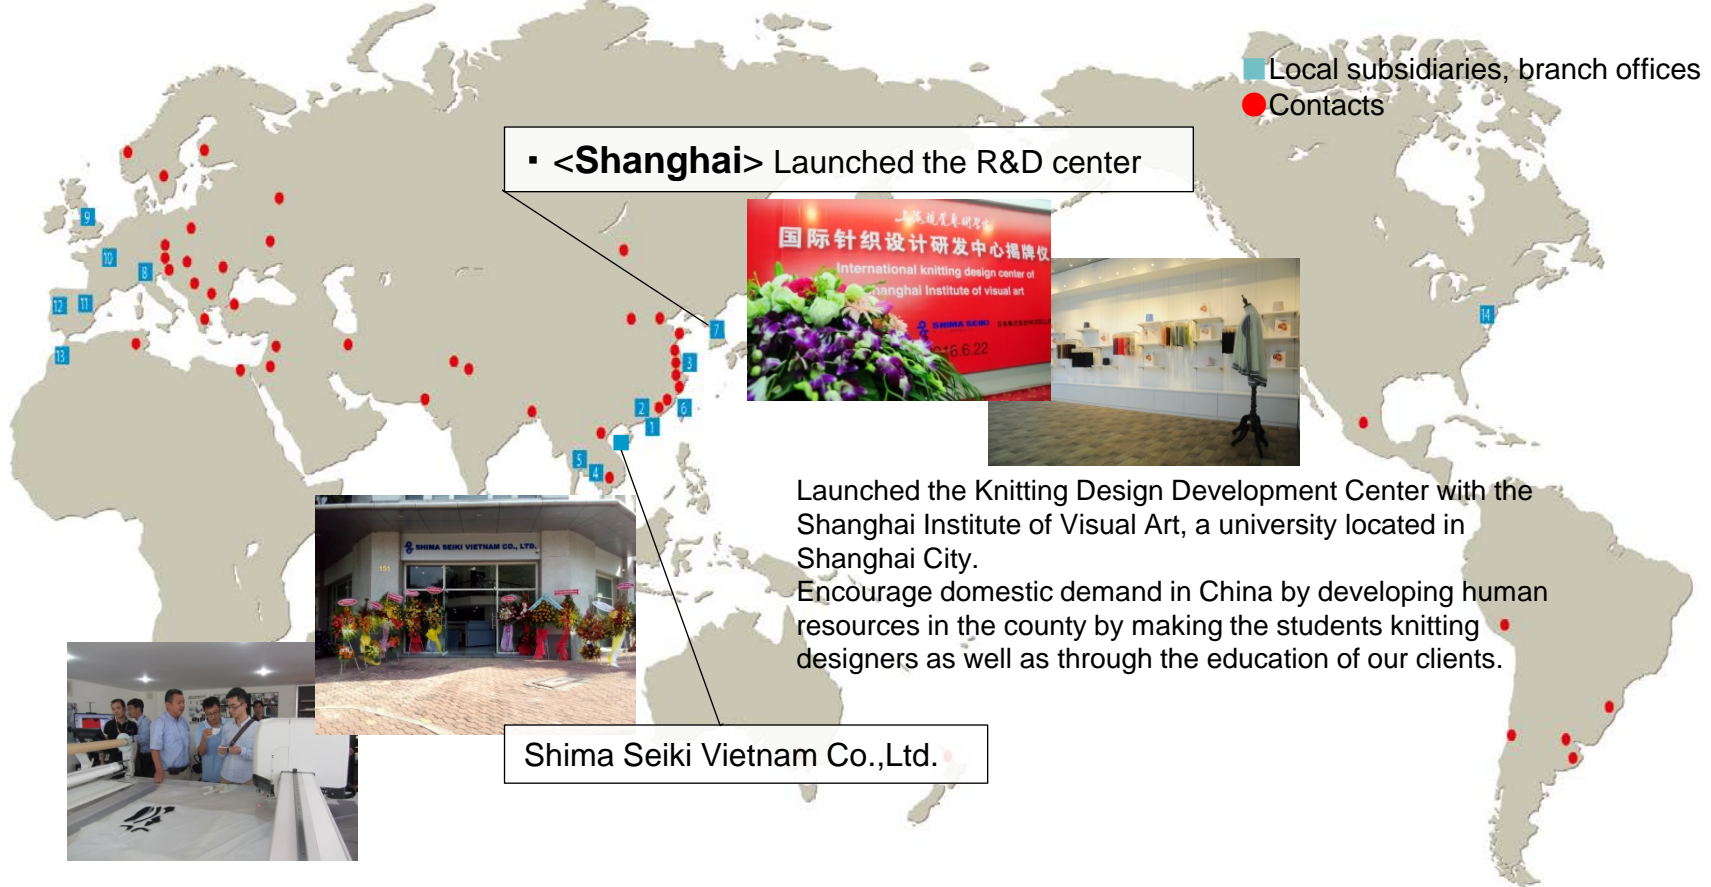 Local subsidiaries, branch offices
Contacts
▪ <Shanghai> Launched the R&D center
国际针织设计研发中心揭牌仪
International knitting design center of
hanghai Institute of visual art
SHIMA SEIKI
16.6.22
9
10
8
12
11
13
7
3
2
6
1
5
4
14
Launched the Knitting Design Development Center with the
Shanghai Institute of Visual Art, a university located in
Shanghai City.
Encourage domestic demand in China by developing human
resources in the county by making the students knitting
designers as well as through the education of our clients.
SHIMA SEIKI VIETNAM CO., LTD.
151
Shima Seiki Vietnam Co.,Ltd.